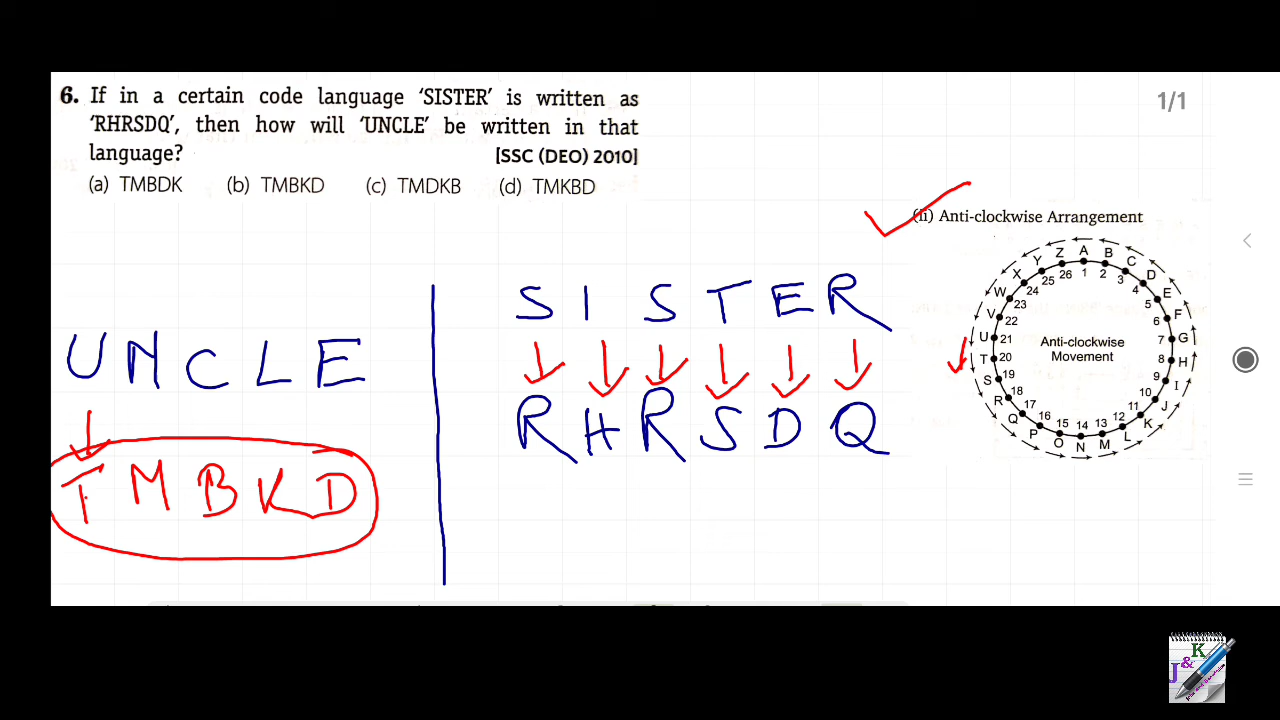 6. If in a certain code language 'SISTER' is written as
'RHRSDQ', then how will 'UNCLE' be written in that
language? [SSC (DEO) 2010]
(a) TMBDK (b) TMBKD (c) TMDKB (d) TMKBD
1/1
(ii) Anti-clockwise Arrangement
UNCLE
TMBKD
SISTER
RHRSDQ
A B C D E F G H I J K L M N O P Q R S T U V W X Y Z
1 2 3 4 5 6 7 8 9 10 11 12 13 14 15 16 17 18 19 20 21 22 23 24 25 26
Anti-clockwise
Movement
J&K